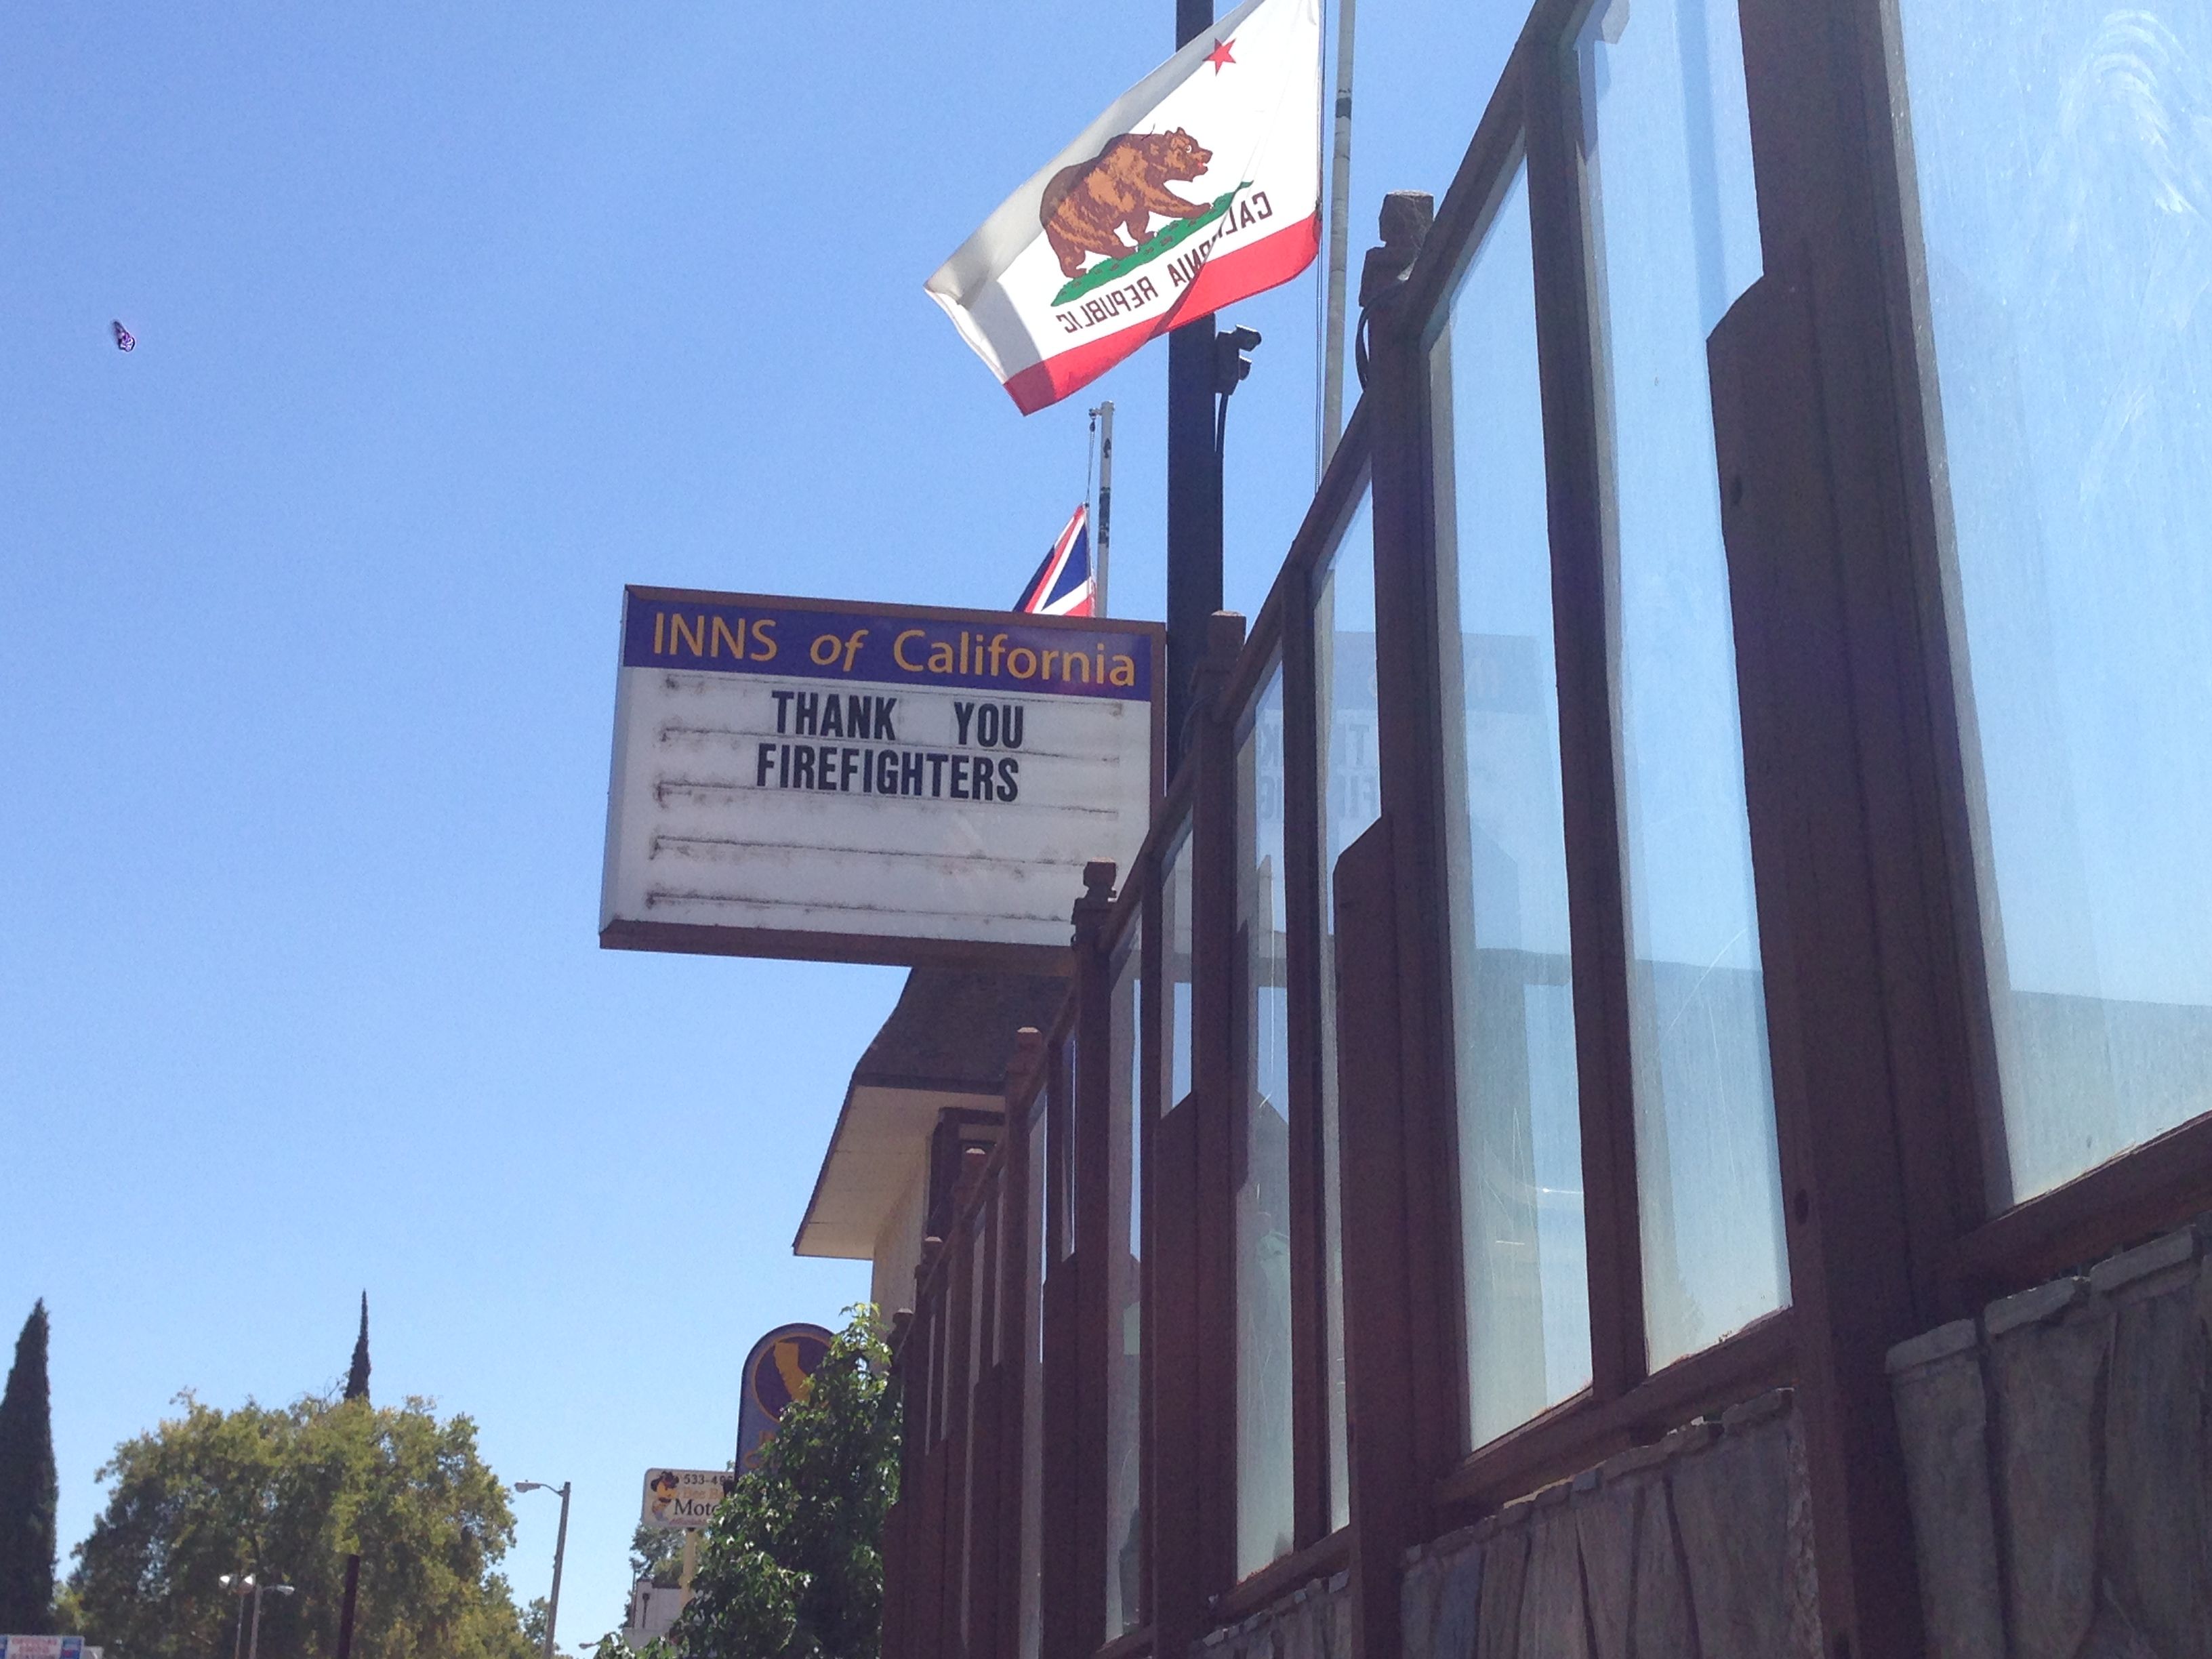 CALIFORNIA REPUBLIC
INNS of California
THANK YOU
FIREFIGHTERS